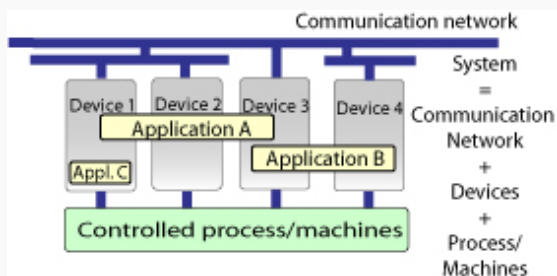 Communication network
Device 1
Device 2
Device 3
Device 4
Application A
Application B
Appl. C
Controlled process/machines
System
=
Communication
Network
+
Devices
+
Process/
Machines